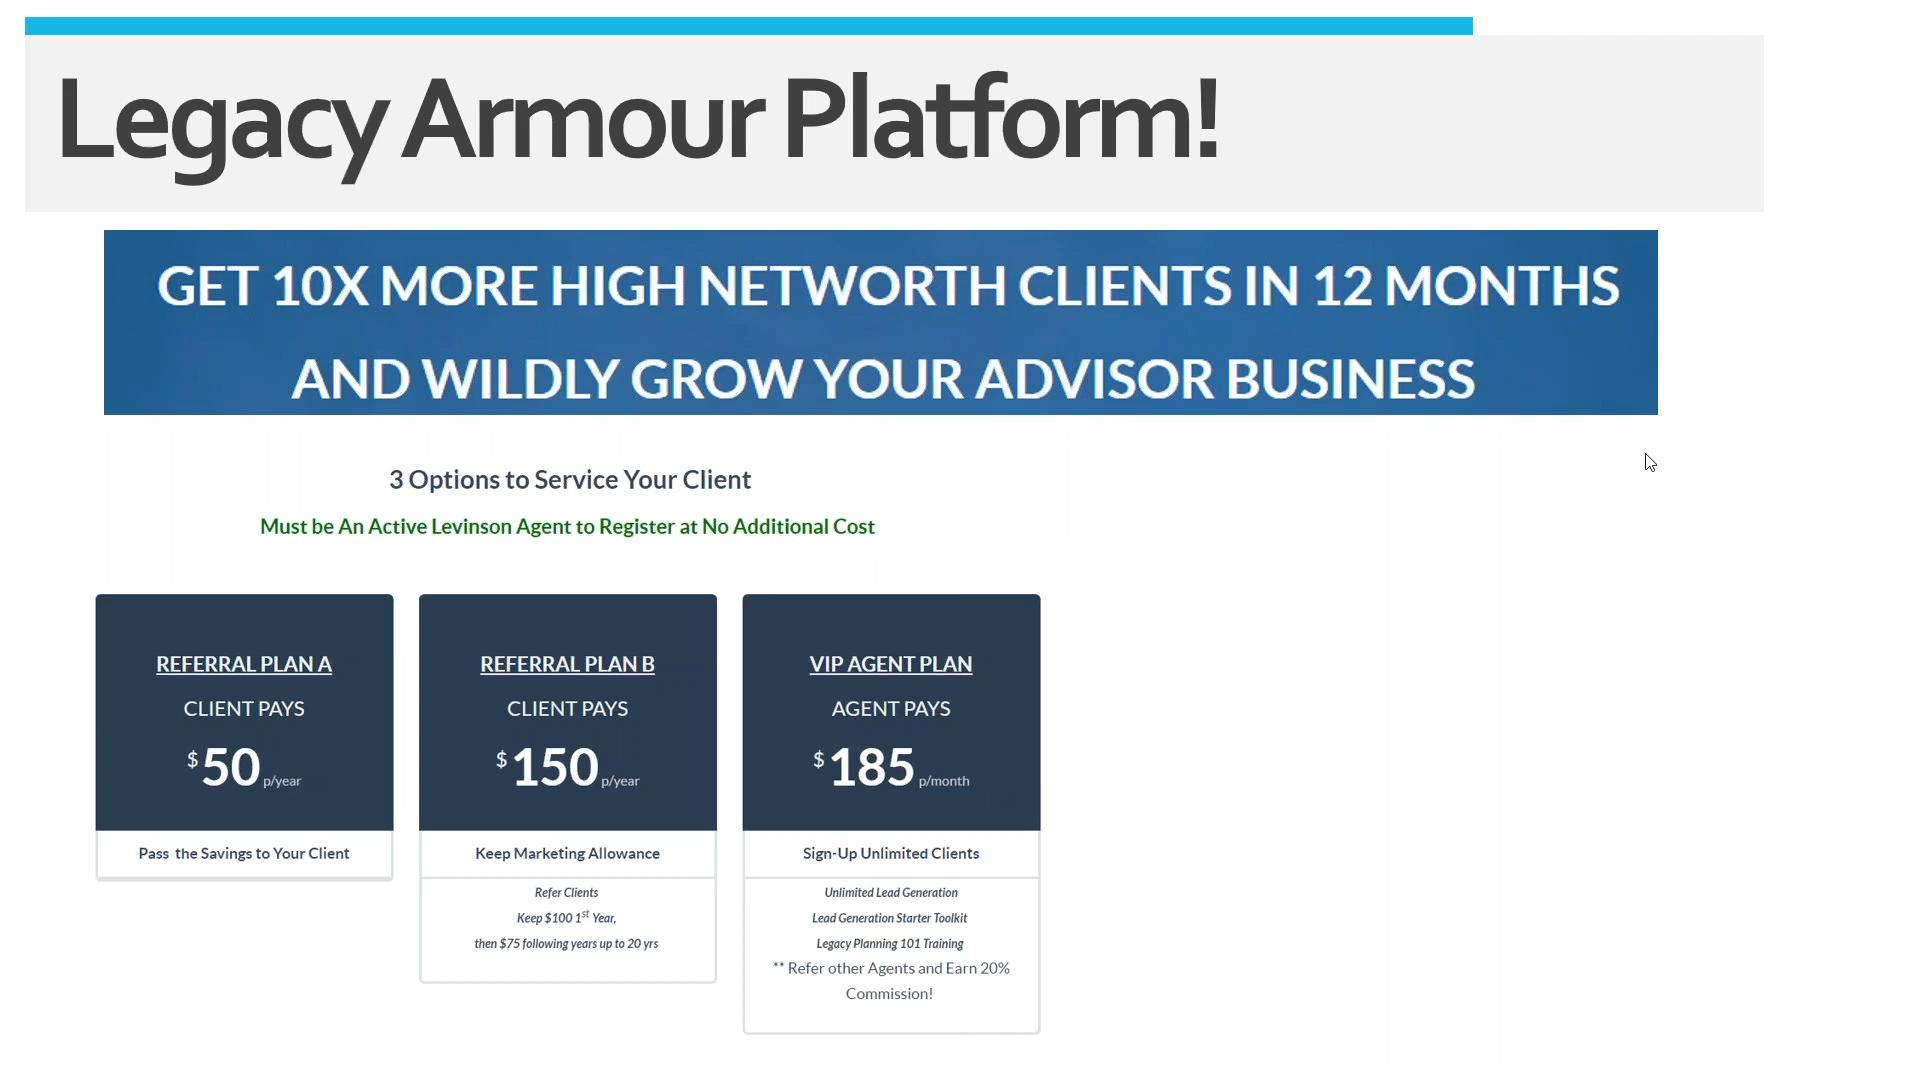 Legacy Armour Platform!
GET 10X MORE HIGH NETWORTH CLIENTS IN 12 MONTHS
AND WILDLY GROW YOUR ADVISOR BUSINESS
3 Options to Service Your Client
Must be An Active Levinson Agent to Register at No Additional Cost
REFERRAL PLAN A
CLIENT PAYS
$50 p/year
Pass the Savings to Your Client
REFERRAL PLAN B
CLIENT PAYS
$150 p/year
Keep Marketing Allowance
Refer Clients
Keep $100 1st Year,
then $75 following years up to 20 yrs
VIP AGENT PLAN
AGENT PAYS
$185 p/month
Sign-Up Unlimited Clients
Unlimited Lead Generation
Lead Generation Starter Toolkit
Legacy Planning 101 Training
** Refer other Agents and Earn 20%
Commission!